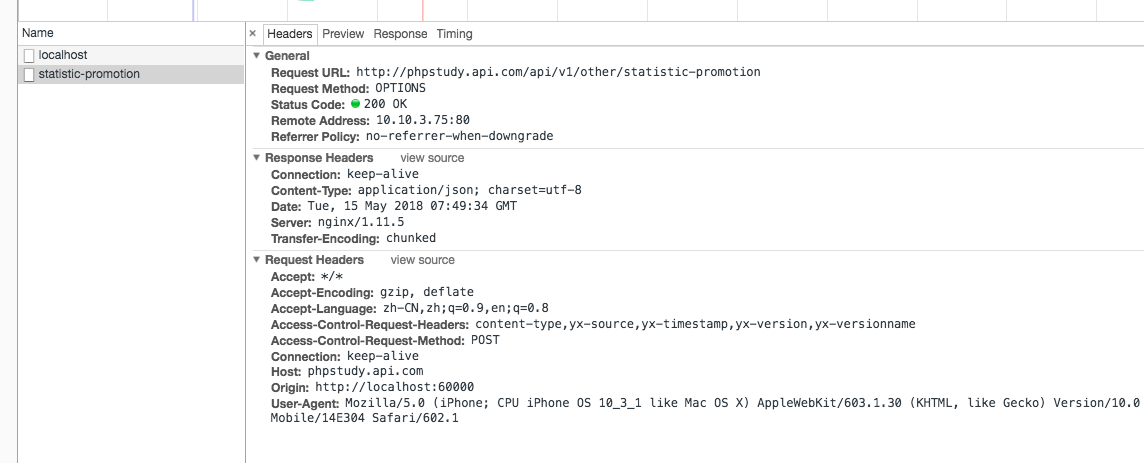 Name
× Headers Preview Response Timing
localhost
statistic-promotion
▼ General
Request URL: http://phpstudy.api.com/api/v1/other/statistic-promotion
Request Method: OPTIONS
Status Code: 200 OK
Remote Address: 10.10.3.75:80
Referrer Policy: no-referrer-when-downgrade
▼ Response Headers view source
Connection: keep-alive
Content-Type: application/json; charset=utf-8
Date: Tue, 15 May 2018 07:49:34 GMT
Server: nginx/1.11.5
Transfer-Encoding: chunked
▼ Request Headers view source
Accept: */*
Accept-Encoding: gzip, deflate
Accept-Language: zh-CN,zh;q=0.9,en;q=0.8
Access-Control-Request-Headers: content-type,yx-source,yx-timestamp,yx-version,yx-versionname
Access-Control-Request-Method: POST
Connection: keep-alive
Host: phpstudy.api.com
Origin: http://localhost:60000
User-Agent: Mozilla/5.0 (iPhone; CPU iPhone OS 10_3_1 like Mac OS X) AppleWebKit/603.1.30 (KHTML, like Gecko) Version/10.0
Mobile/14E304 Safari/602.1